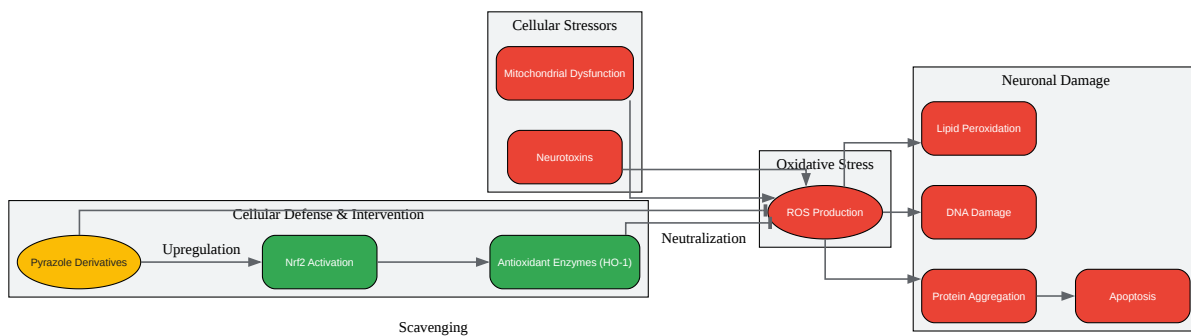 Cellular Stressors
Mitochondrial Dysfunction
Neurotoxins
Neuronal Damage
Lipid Peroxidation
Oxidative Stress
ROS Production
DNA Damage
Protein Aggregation
Apoptosis
Cellular Defense & Intervention
Pyrazole Derivatives
Upregulation
Nrf2 Activation
Antioxidant Enzymes (HO-1)
Neutralization
Scavenging